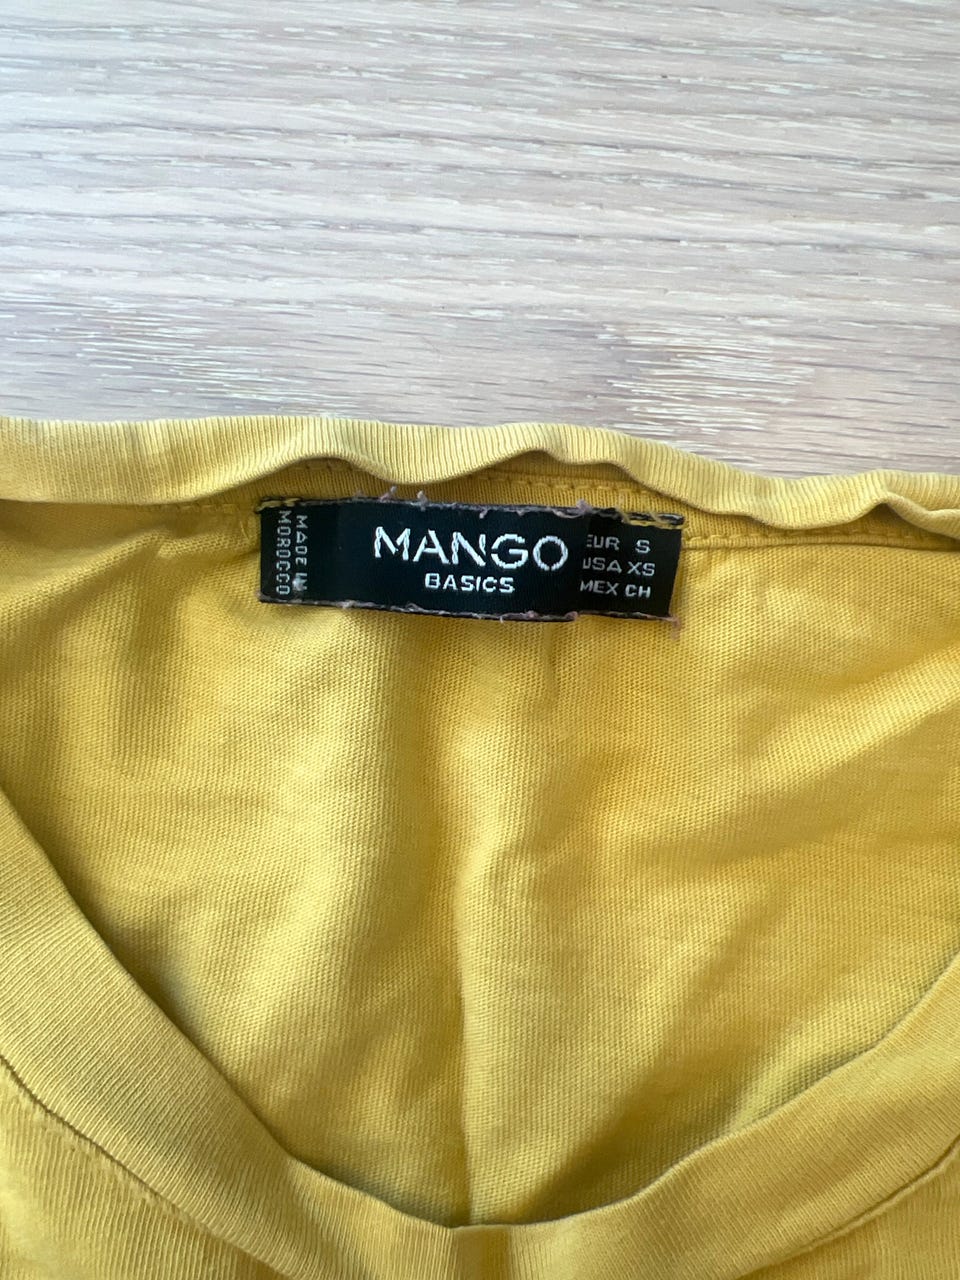 MADE IN
MOROCCO
MANGO
BASICS
EUR S
USA XS
MEX CH